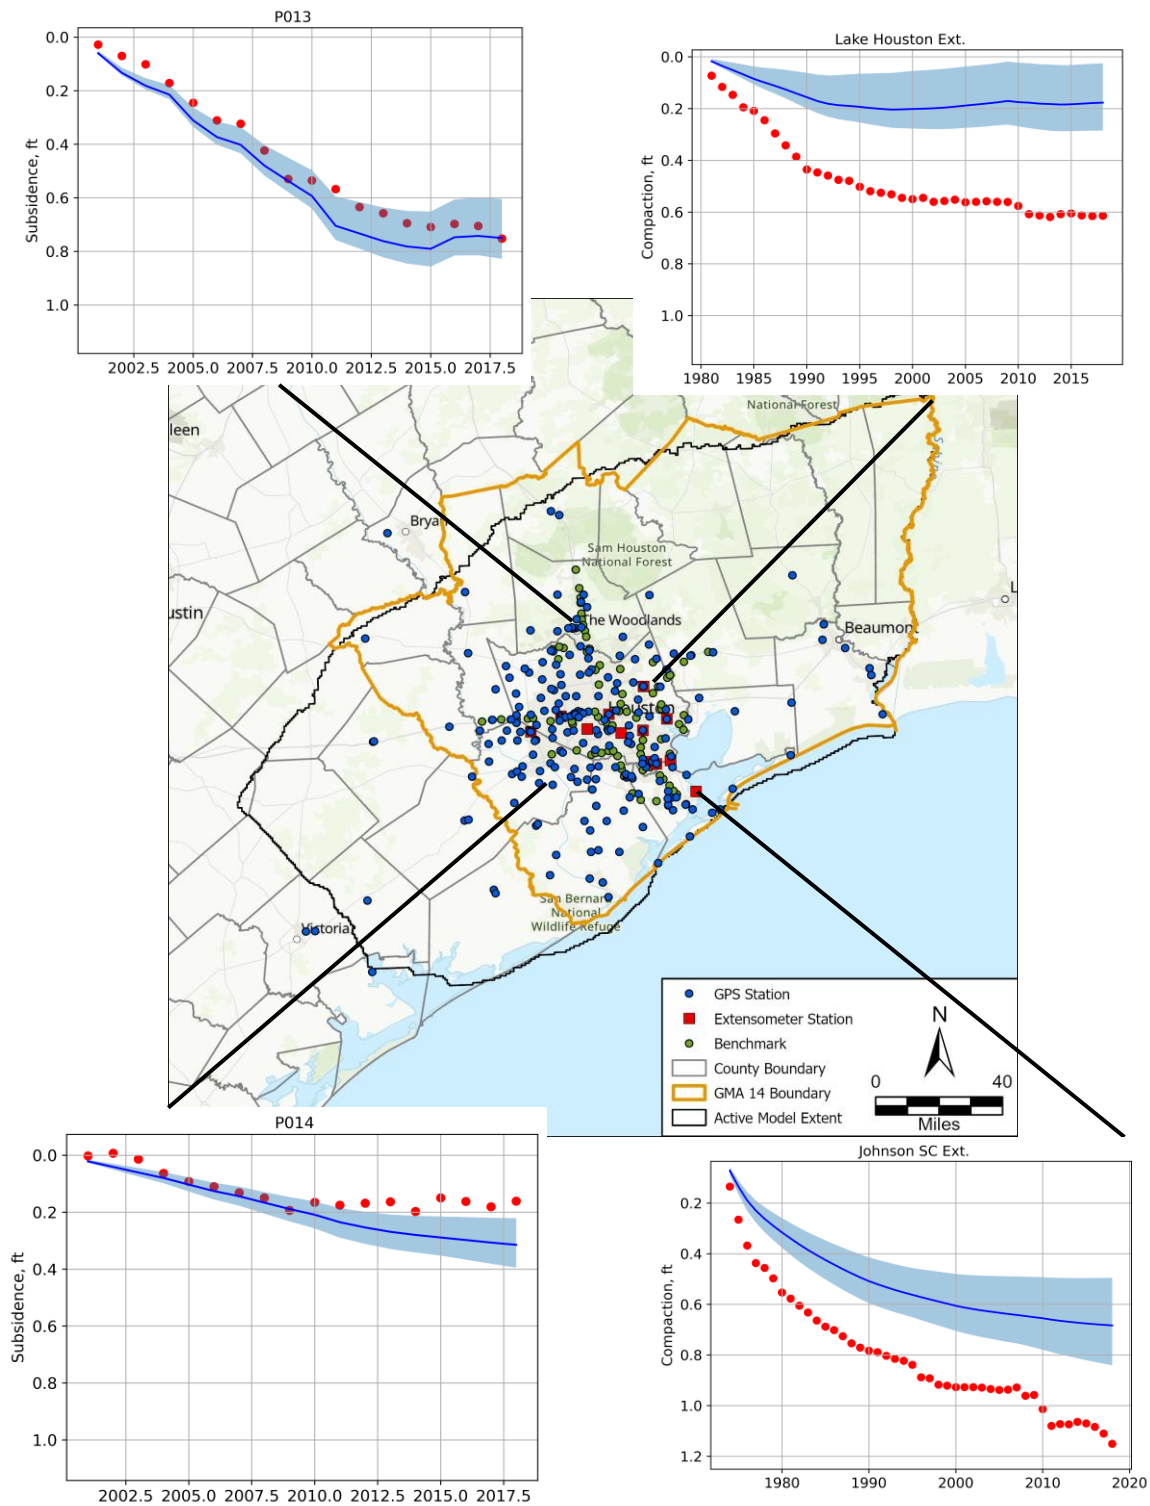 P013
0.0
0.2
0.4
0.6
0.8
1.0
Subsidence, ft
2002.5 2005.0 2007.5 2010.0 2012.5 2015.0 2017.5
Lake Houston Ext.
0.0
0.2
0.4
0.6
0.8
1.0
Compaction, ft
1980 1985 1990 1995 2000 2005 2010 2015
National Forest
leen
Brya
Sam Houston
National Forest
ustin
L
The Woodlands
Beaumont
Houston
San Bernard
National
Wildlife Refuge
Victoria
GPS Station
Extensometer Station
Benchmark
County Boundary
GMA 14 Boundary
Active Model Extent
N
0 40
Miles
P014
0.0
0.2
0.4
0.6
0.8
1.0
Subsidence, ft
2002.5 2005.0 2007.5 2010.0 2012.5 2015.0 2017.5
Johnson SC Ext.
0.2
0.4
0.6
0.8
1.0
1.2
Compaction, ft
1980 1990 2000 2010 2020